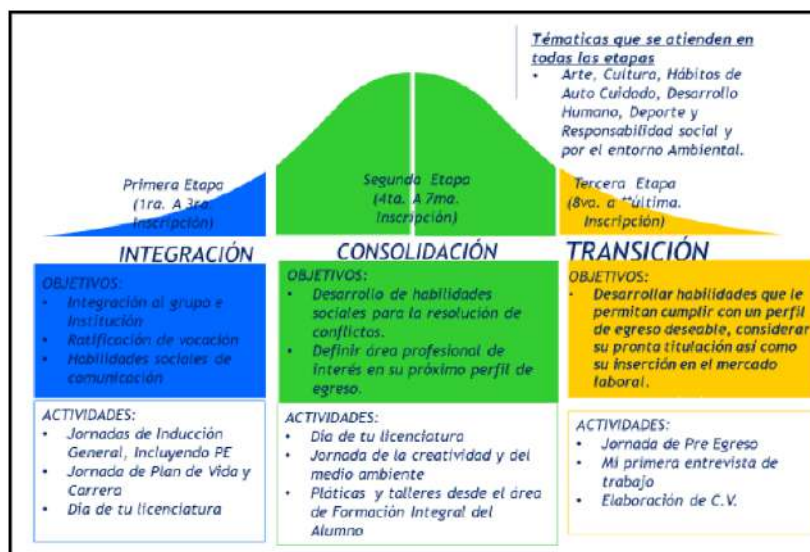 Tématicas que se atienden en
todas las etapas
• Arte, Cultura, Hábitos de
Auto Cuidado, Desarrollo
Humano, Deporte y
Responsabilidad social y
por el entorno Ambiental.
Primera Etapa
(1ra. A 3ra.
Inscripción)
Segunda Etapa
(4ta. A 7ma.
Inscripción)
Tercera Etapa
(8va. a última.
Inscripción)
INTEGRACIÓN
OBJETIVOS:
• Integración al grupo e
Institución
• Ratificación de vocación
• Habilidades sociales de
comunicación
ACTIVIDADES:
• Jornadas de Inducción
General, Incluyendo PE
• Jornada de Plan de Vida y
Carrera
• Día de tu licenciatura
CONSOLIDACIÓN
OBJETIVOS:
• Desarrollo de habilidades
sociales para la resolución de
conflictos.
• Definir área profesional de
interés en su próximo perfil de
egreso.
ACTIVIDADES:
• Día de tu licenciatura
• Jornada de la creatividad y del
medio ambiente
• Pláticas y talleres desde el área
de Formación Integral del
Alumno
TRANSICIÓN
OBJETIVOS:
• Desarrollar habilidades que le
permitan cumplir con un perfil
de egreso deseable, considerar
su pronta titulación así como
su inserción en el mercado
laboral.
ACTIVIDADES:
• Jornada de Pre Egreso
• Mi primera entrevista de
trabajo
• Elaboración de C.V.